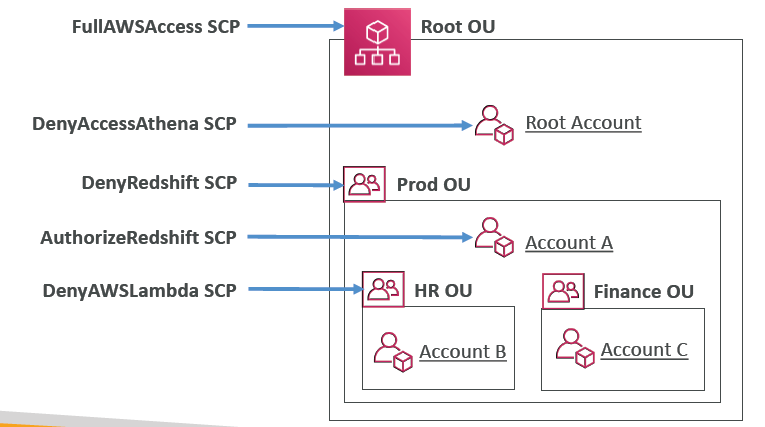 FullAWSAccess SCP
Root OU
DenyAccessAthena SCP
Root Account
DenyRedshift SCP
Prod OU
AuthorizeRedshift SCP
Account A
DenyAWSLambda SCP
HR OU
Finance OU
Account B
Account C